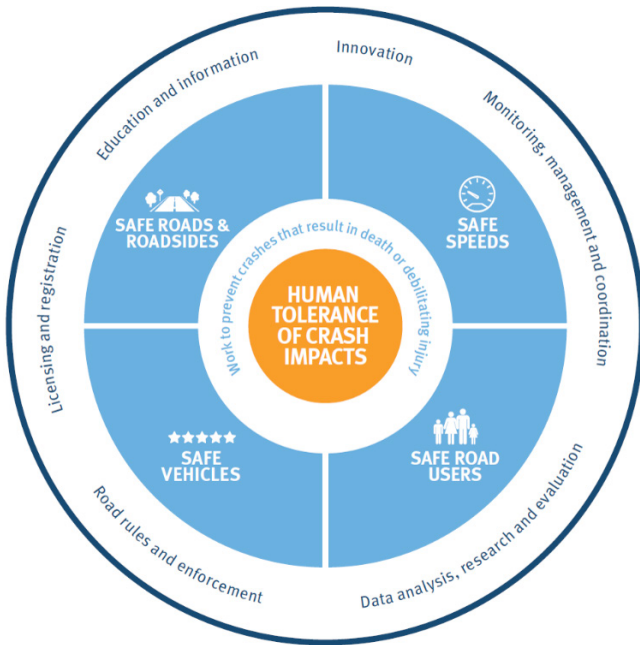 Innovation
Monitoring, management and coordination
Data analysis, research and evaluation
Road rules and enforcement
Licensing and registration
Education and information
SAFE ROADS &
ROADSIDES
SAFE
SPEEDS
Work to prevent crashes that result in death or debilitating injury
HUMAN
TOLERANCE
OF CRASH
IMPACTS
SAFE
VEHICLES
SAFE ROAD
USERS